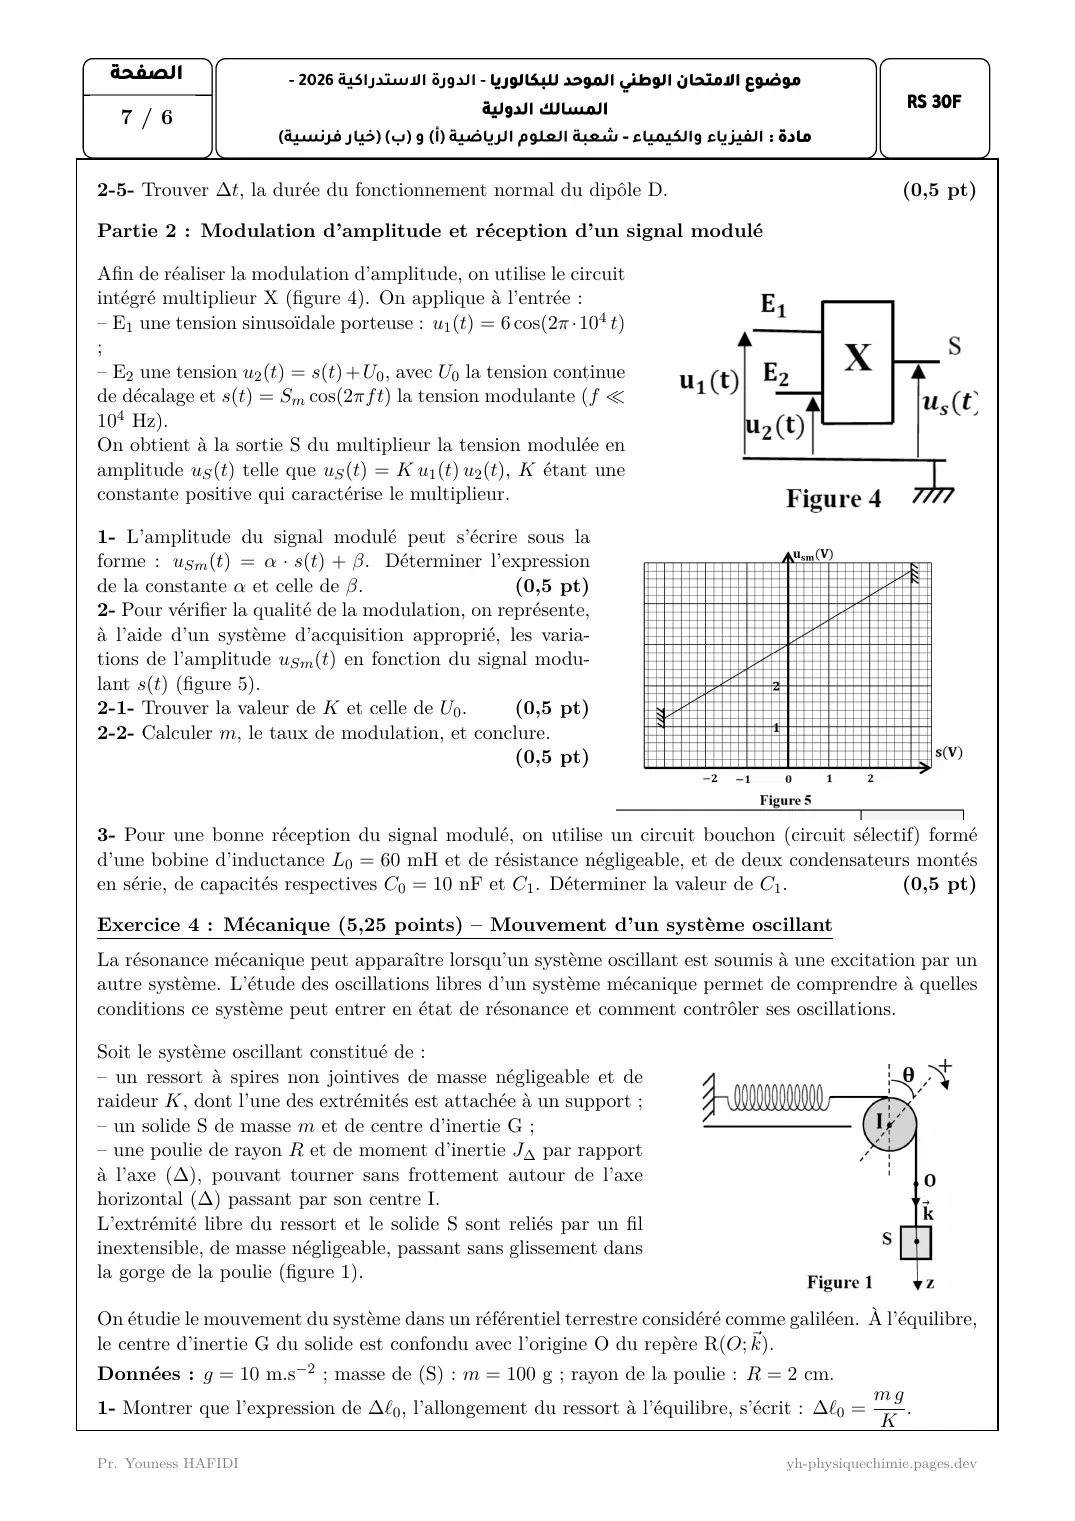 الصفحة
7 / 6
موضوع الامتحان الوطني الموحد للبكالوريا - الدورة الاستدراكية 2026 -
المسالك الدولية
مادة : الفيزياء والكيمياء - شعبة العلوم الرياضية (أ) و (ب) (خيار فرنسية)
RS 30F
2-5- Trouver Δt, la durée du fonctionnement normal du dipôle D. (0,5 pt)
Partie 2 : Modulation d'amplitude et réception d'un signal modulé
Afin de réaliser la modulation d'amplitude, on utilise le circuit
intégré multiplieur X (figure 4). On applique à l'entrée :
– E₁ une tension sinusoïdale porteuse : u₁(t) = 6 cos(2π·10⁴ t)
;
– E₂ une tension u₂(t) = s(t)+U₀, avec U₀ la tension continue
de décalage et s(t) = Sₘ cos(2πft) la tension modulante (f ≪
10⁴ Hz).
On obtient à la sortie S du multiplieur la tension modulée en
amplitude u_S(t) telle que u_S(t) = K u₁(t) u₂(t), K étant une
constante positive qui caractérise le multiplieur.
E₁
X
S
E₂
u₁(t)
u₂(t)
uₛ(t)
Figure 4
1- L'amplitude du signal modulé peut s'écrire sous la
forme : u_Sm(t) = α · s(t) + β. Déterminer l'expression
de la constante α et celle de β. (0,5 pt)
2- Pour vérifier la qualité de la modulation, on représente,
à l'aide d'un système d'acquisition approprié, les varia-
tions de l'amplitude u_Sm(t) en fonction du signal modu-
lant s(t) (figure 5).
2-1- Trouver la valeur de K et celle de U₀. (0,5 pt)
2-2- Calculer m, le taux de modulation, et conclure.
(0,5 pt)
u_sm(V)
2
1
s(V)
−2 −1 0 1 2
Figure 5
3- Pour une bonne réception du signal modulé, on utilise un circuit bouchon (circuit sélectif) formé
d'une bobine d'inductance L₀ = 60 mH et de résistance négligeable, et de deux condensateurs montés
en série, de capacités respectives C₀ = 10 nF et C₁. Déterminer la valeur de C₁. (0,5 pt)
Exercice 4 : Mécanique (5,25 points) – Mouvement d'un système oscillant
La résonance mécanique peut apparaître lorsqu'un système oscillant est soumis à une excitation par un
autre système. L'étude des oscillations libres d'un système mécanique permet de comprendre à quelles
conditions ce système peut entrer en état de résonance et comment contrôler ses oscillations.
Soit le système oscillant constitué de :
– un ressort à spires non jointives de masse négligeable et de
raideur K, dont l'une des extrémités est attachée à un support ;
– un solide S de masse m et de centre d'inertie G ;
– une poulie de rayon R et de moment d'inertie J_Δ par rapport
à l'axe (Δ), pouvant tourner sans frottement autour de l'axe
horizontal (Δ) passant par son centre I.
L'extrémité libre du ressort et le solide S sont reliés par un fil
inextensible, de masse négligeable, passant sans glissement dans
la gorge de la poulie (figure 1).
θ
+
I
O
k⃗
S
z
Figure 1
On étudie le mouvement du système dans un référentiel terrestre considéré comme galiléen. À l'équilibre,
le centre d'inertie G du solide est confondu avec l'origine O du repère R(O; k⃗).
Données : g = 10 m.s⁻² ; masse de (S) : m = 100 g ; rayon de la poulie : R = 2 cm.
1- Montrer que l'expression de Δℓ₀, l'allongement du ressort à l'équilibre, s'écrit : Δℓ₀ = m g / K.
Pr. Youness HAFIDI
yh-physiquechimie.pages.dev